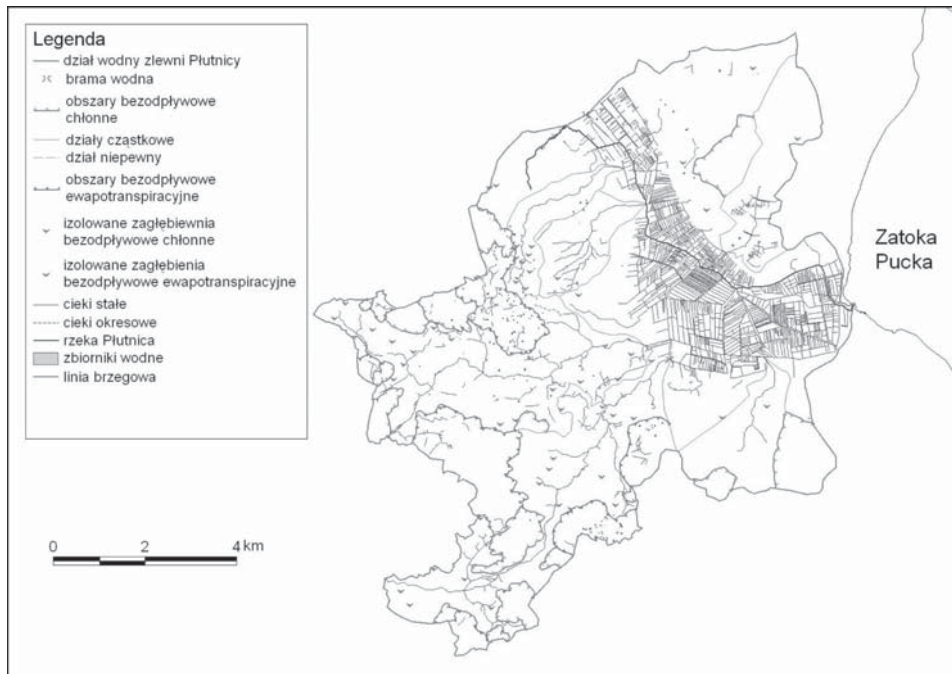 Legenda
dział wodny zlewni Płutnicy
brama wodna
obszary bezodpływowe
chłonne
działy cząstkowe
dział niepewny
obszary bezodpływowe
ewapotranspiracyjne
izolowane zagłębiewnia
bezodpływowe chłonne
izolowane zagłębienia
bezodpływowe ewapotranspiracyjne
cieki stałe
cieki okresowe
rzeka Płutnica
zbiorniki wodne
linia brzegowa
0 2 4 km
Zatoka
Pucka